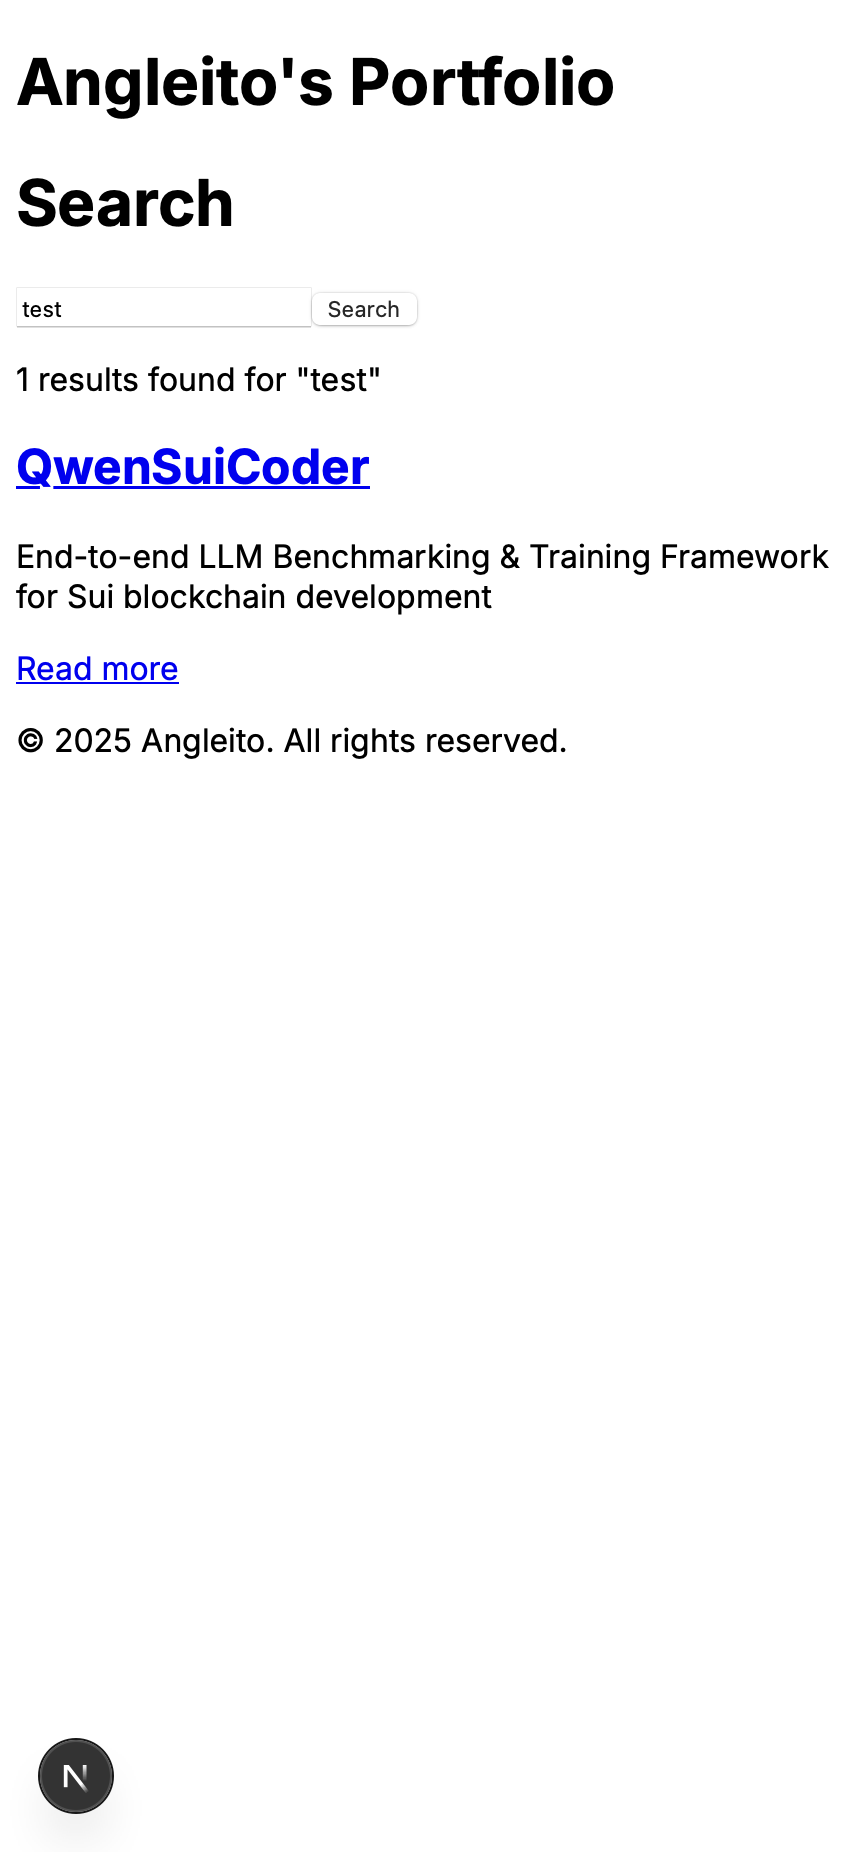 Angleito's Portfolio
Search
test
Search
1 results found for "test"
QwenSuiCoder
End-to-end LLM Benchmarking & Training Framework
for Sui blockchain development
Read more
© 2025 Angleito. All rights reserved.
N